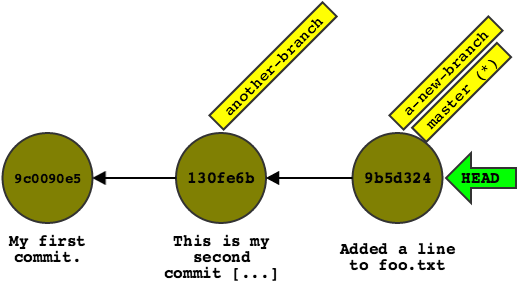 another-branch
a-new-branch
master (*)
9c0090e5
130fe6b
9b5d324
HEAD
My first
commit.
This is my
second
commit [...]
Added a line
to foo.txt